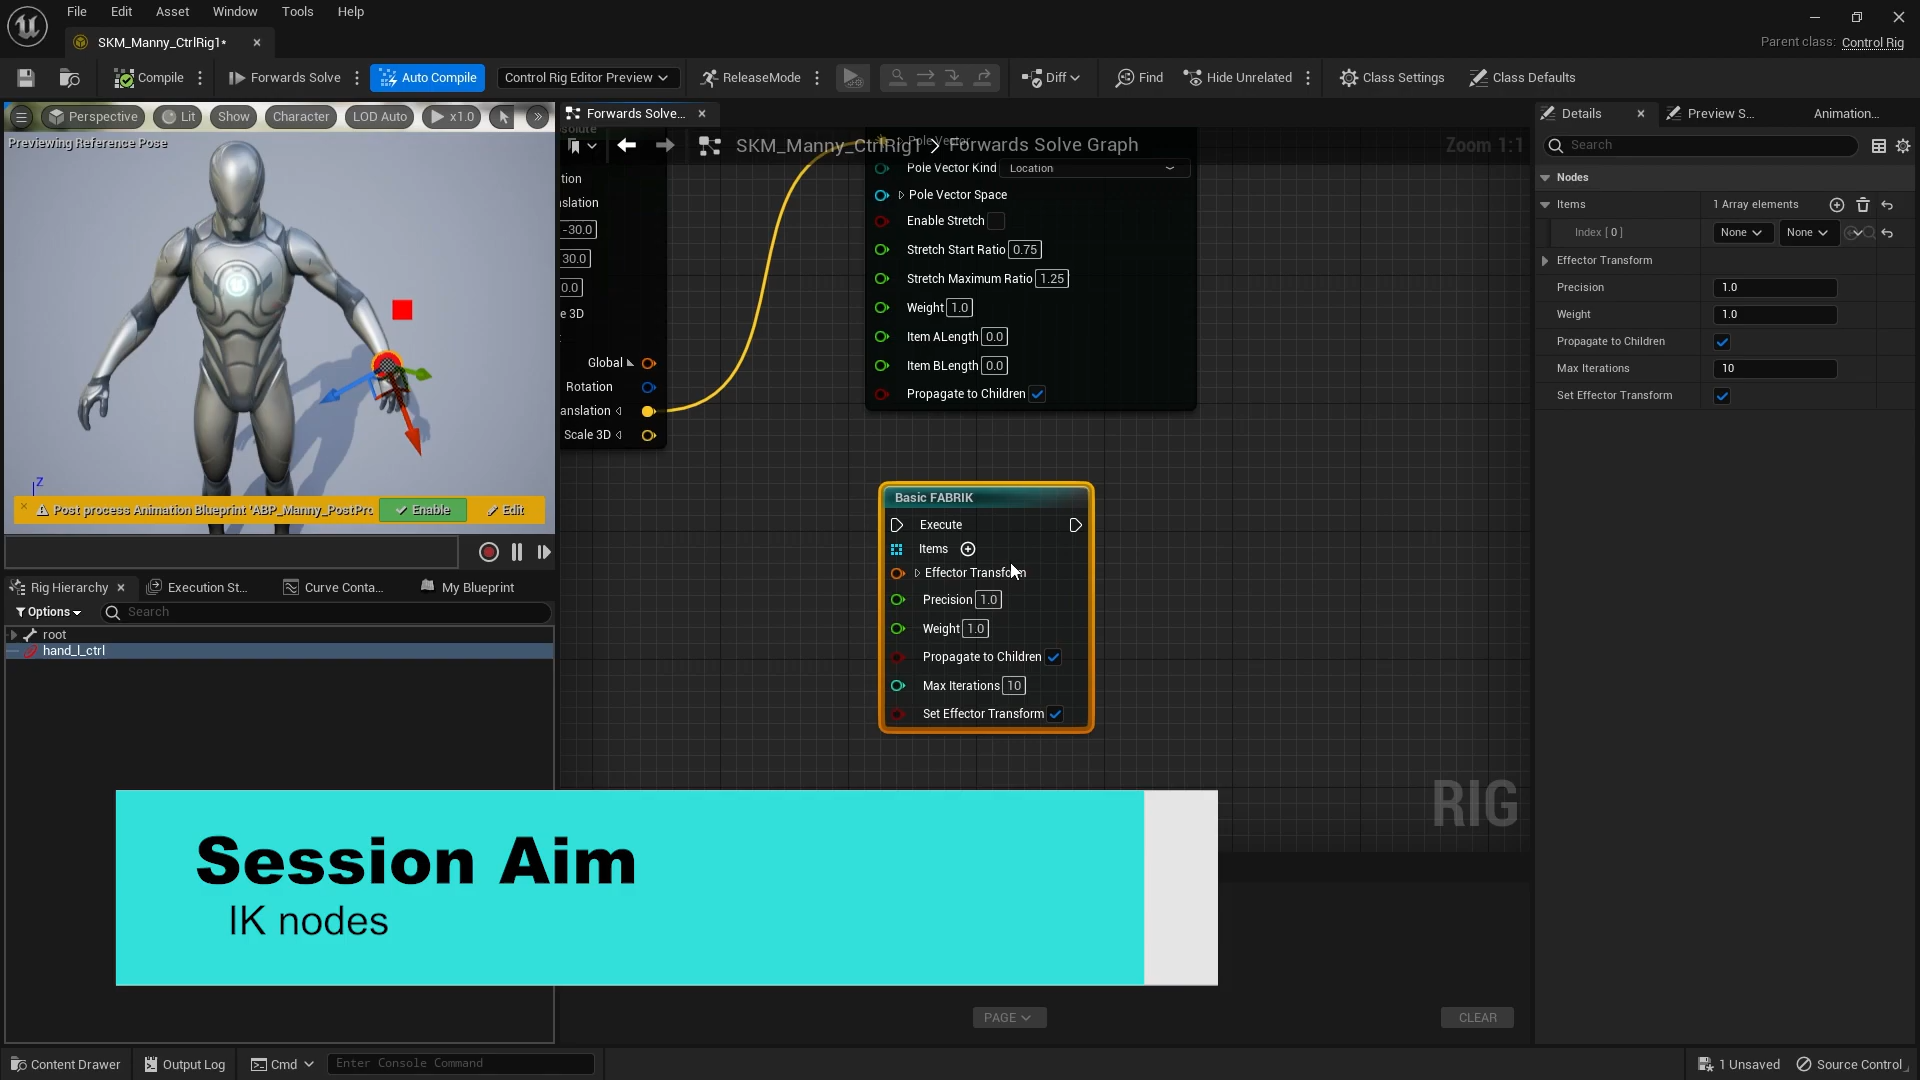 File Edit Asset Window Tools Help
SKM_Manny_CtrlRig1*
Parent class: Control Rig
Compile Forwards Solve Auto Compile Control Rig Editor Preview ReleaseMode Diff Find Hide Unrelated Class Settings Class Defaults
Perspective Lit Show Character LOD Auto x1.0
Previewing Reference Pose
Z
Post process Animation Blueprint 'ABP_Manny_PostPro Enable Edit
Rig Hierarchy Execution St... Curve Conta... My Blueprint
Options Search
root
hand_l_ctrl
Forwards Solve...
SKM_Manny_CtrlRig1 > Forwards Solve Graph
Zoom 1:1
tion
nslation
-30.0
30.0
0.0
e 3D
Global
Rotation
anslation
Scale 3D
Pole Vector
Pole Vector Kind Location
Pole Vector Space
Enable Stretch
Stretch Start Ratio 0.75
Stretch Maximum Ratio 1.25
Weight 1.0
Item ALength 0.0
Item BLength 0.0
Propagate to Children
Basic FABRIK
Execute
Items
Effector Transform
Precision 1.0
Weight 1.0
Propagate to Children
Max Iterations 10
Set Effector Transform
RIG
Details Preview S... Animation...
Search
Nodes
Items 1 Array elements
Index [ 0 ] None None
Effector Transform
Precision 1.0
Weight 1.0
Propagate to Children
Max Iterations 10
Set Effector Transform
Session Aim
IK nodes
PAGE CLEAR
Content Drawer Output Log Cmd Enter Console Command 1 Unsaved Source Control